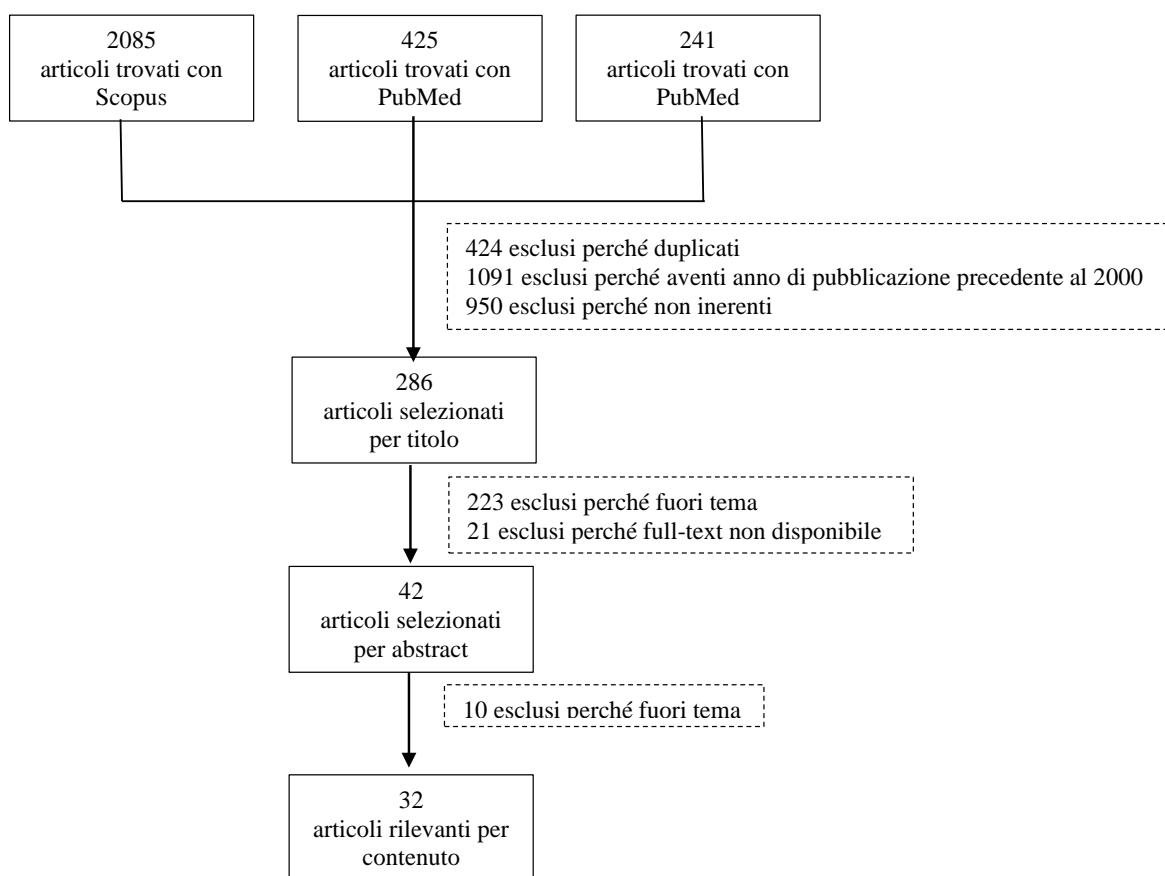 2085
articoli trovati con
Scopus
425
articoli trovati con
PubMed
241
articoli trovati con
PubMed
424 esclusi perché duplicati
1091 esclusi perché aventi anno di pubblicazione precedente al 2000
950 esclusi perché non inerenti
286
articoli selezionati
per titolo
223 esclusi perché fuori tema
21 esclusi perché full-text non disponibile
42
articoli selezionati
per abstract
10 esclusi perché fuori tema
32
articoli rilevanti per
contenuto